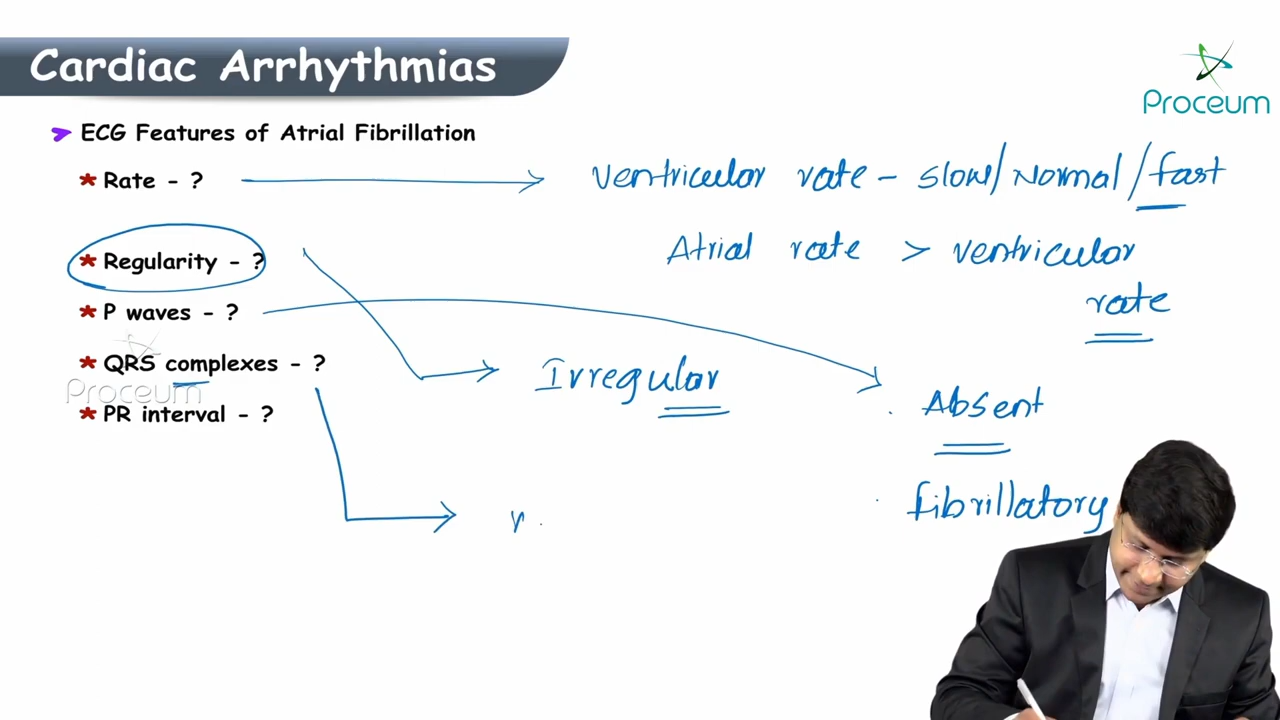 Cardiac Arrhythmias
Proceum
ECG Features of Atrial Fibrillation
* Rate - ?
ventricular rate - slow/Normal/fast
* Regularity - ?
Atrial rate > ventricular
rate
* P waves - ?
* QRS complexes - ?
Proceum
Irregular
Absent
* PR interval - ?
fibrillatory